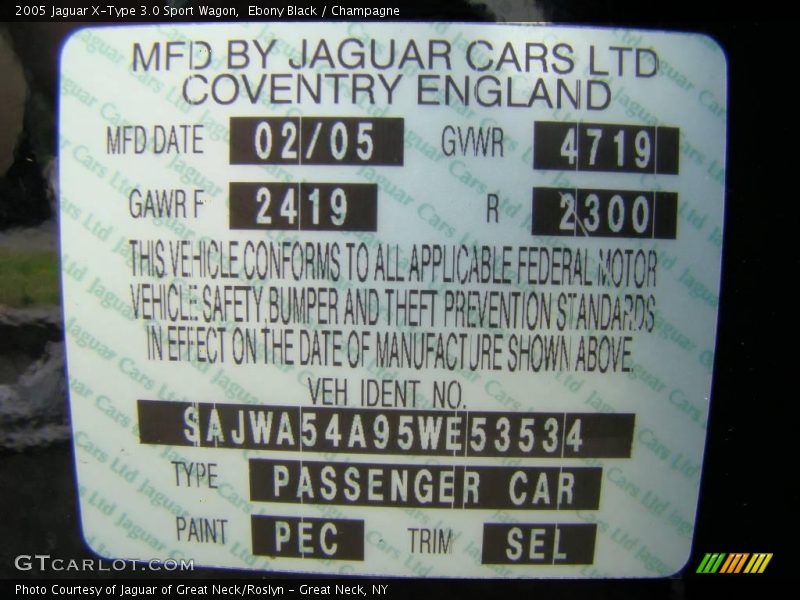 2005 Jaguar X-Type 3.0 Sport Wagon,  Ebony Black / Champagne
MFD BY JAGUAR CARS LTD
COVENTRY ENGLAND
MFD DATE 02/05 GVWR 4719
GAWR F 2419 R 2300
THIS VEHICLE CONFORMS TO ALL APPLICABLE FEDERAL MOTOR
VEHICLE SAFETY.BUMPER AND THEFT PREVENTION STANDARDS
IN EFFECT ON THE DATE OF MANUFACTURE SHOWN ABOVE.
VEH IDENT NO.
SAJWA54A95WE53534
TYPE PASSENGER CAR
PAINT PEC TRIM SEL
GTCARLOT.COM
Photo Courtesy of Jaguar of Great Neck/Roslyn – Great Neck, NY